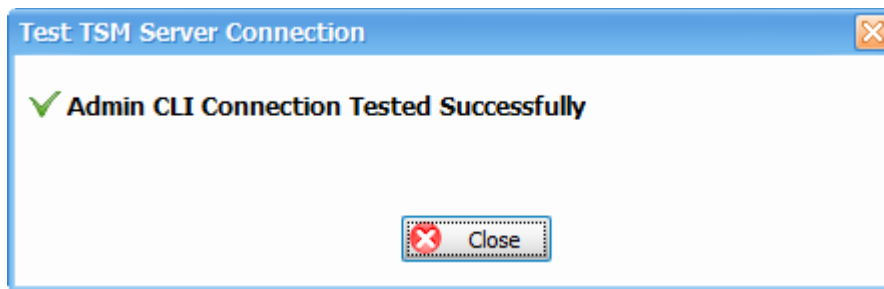 Test TSM Server Connection
Admin CLI Connection Tested Successfully
Close